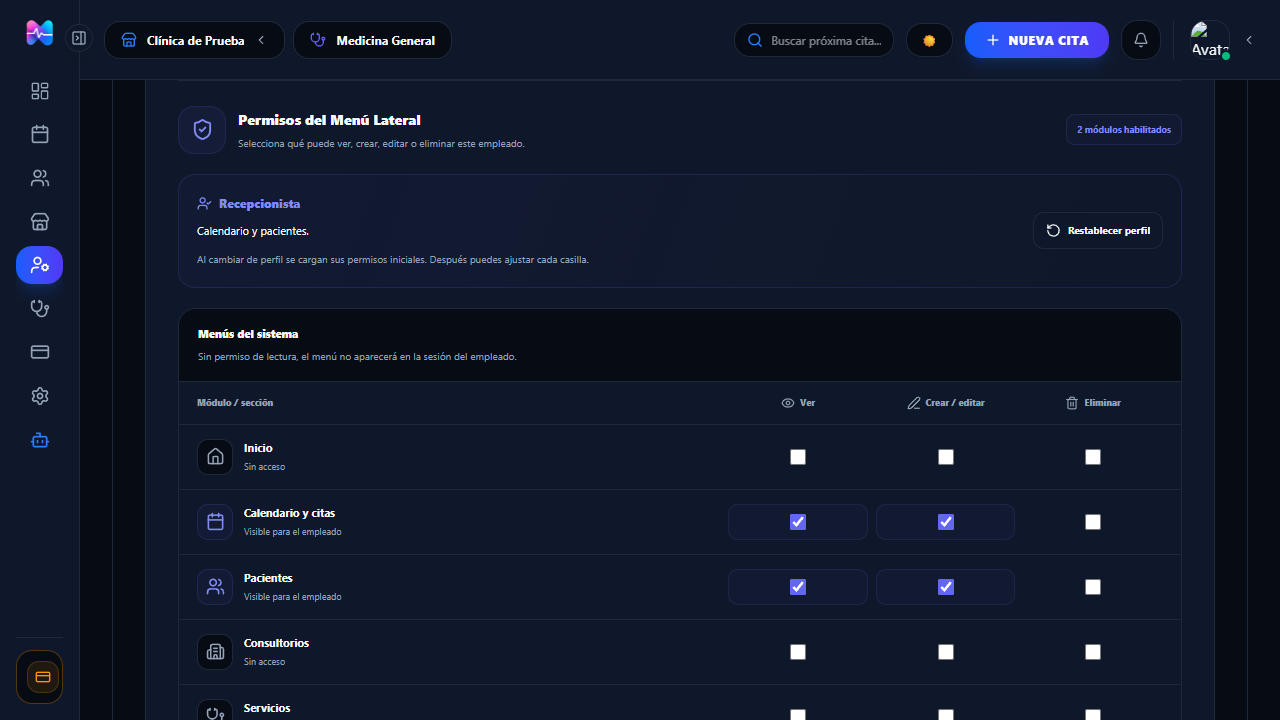 Clínica de Prueba
Medicina General
Buscar próxima cita...
NUEVA CITA
Avata
Permisos del Menú Lateral
Selecciona qué puede ver, crear, editar o eliminar este empleado.
2 módulos habilitados
Recepcionista
Calendario y pacientes.
Al cambiar de perfil se cargan sus permisos iniciales. Después puedes ajustar cada casilla.
Restablecer perfil
Menús del sistema
Sin permiso de lectura, el menú no aparecerá en la sesión del empleado.
Módulo / sección Ver Crear / editar Eliminar
Inicio
Sin acceso
Calendario y citas
Visible para el empleado
Pacientes
Visible para el empleado
Consultorios
Sin acceso
Servicios